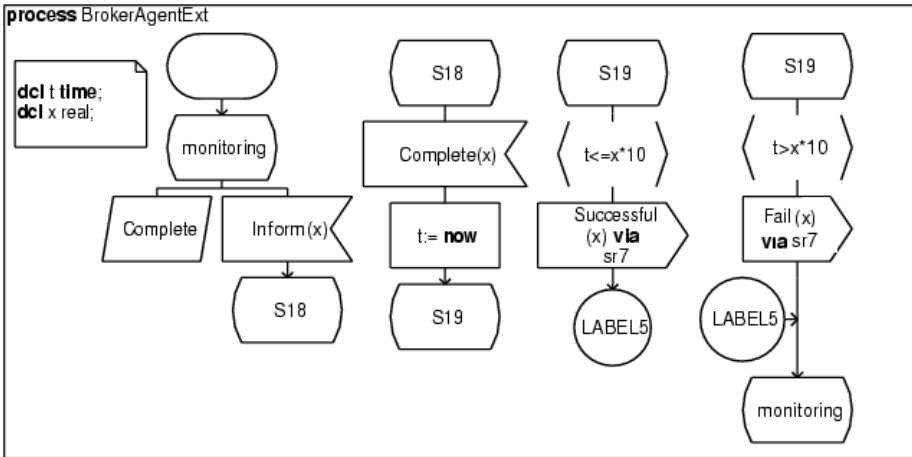 process BrokerAgentExt
dcl t time;
dcl x real;
monitoring
Complete
Inform(x)
S18
S18
Complete(x)
t:= now
S19
S19
t<=x*10
Successful
(x) via
sr7
LABEL5
S19
t>x*10
Fail(x)
via sr7
LABEL5
monitoring